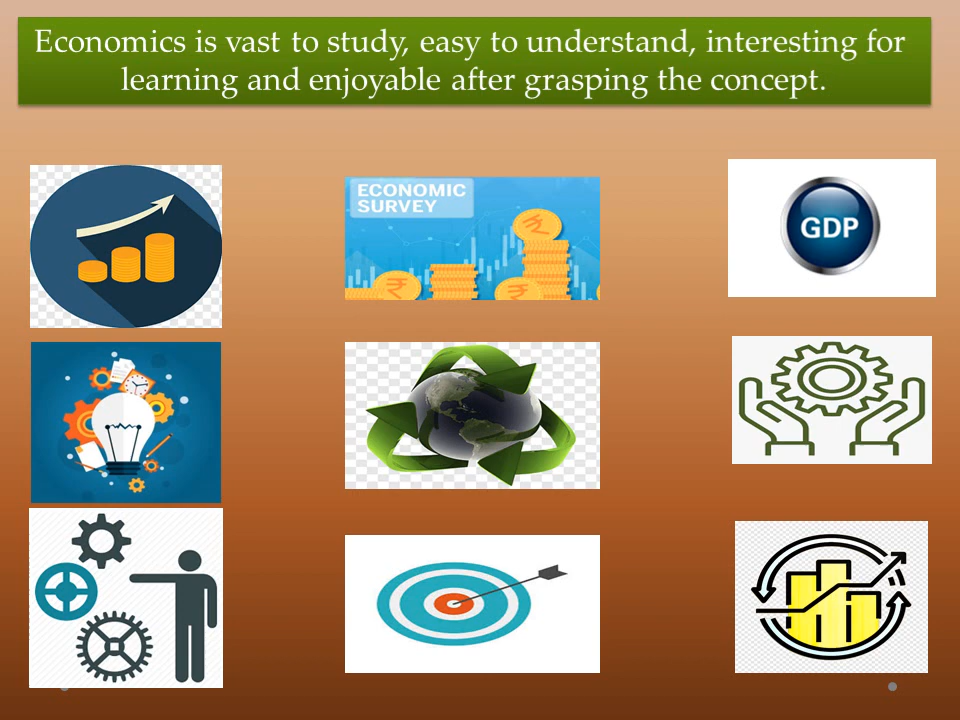 Economics is vast to study, easy to understand, interesting for
learning and enjoyable after grasping the concept.
ECONOMIC
SURVEY
GDP
₹
₹
₹